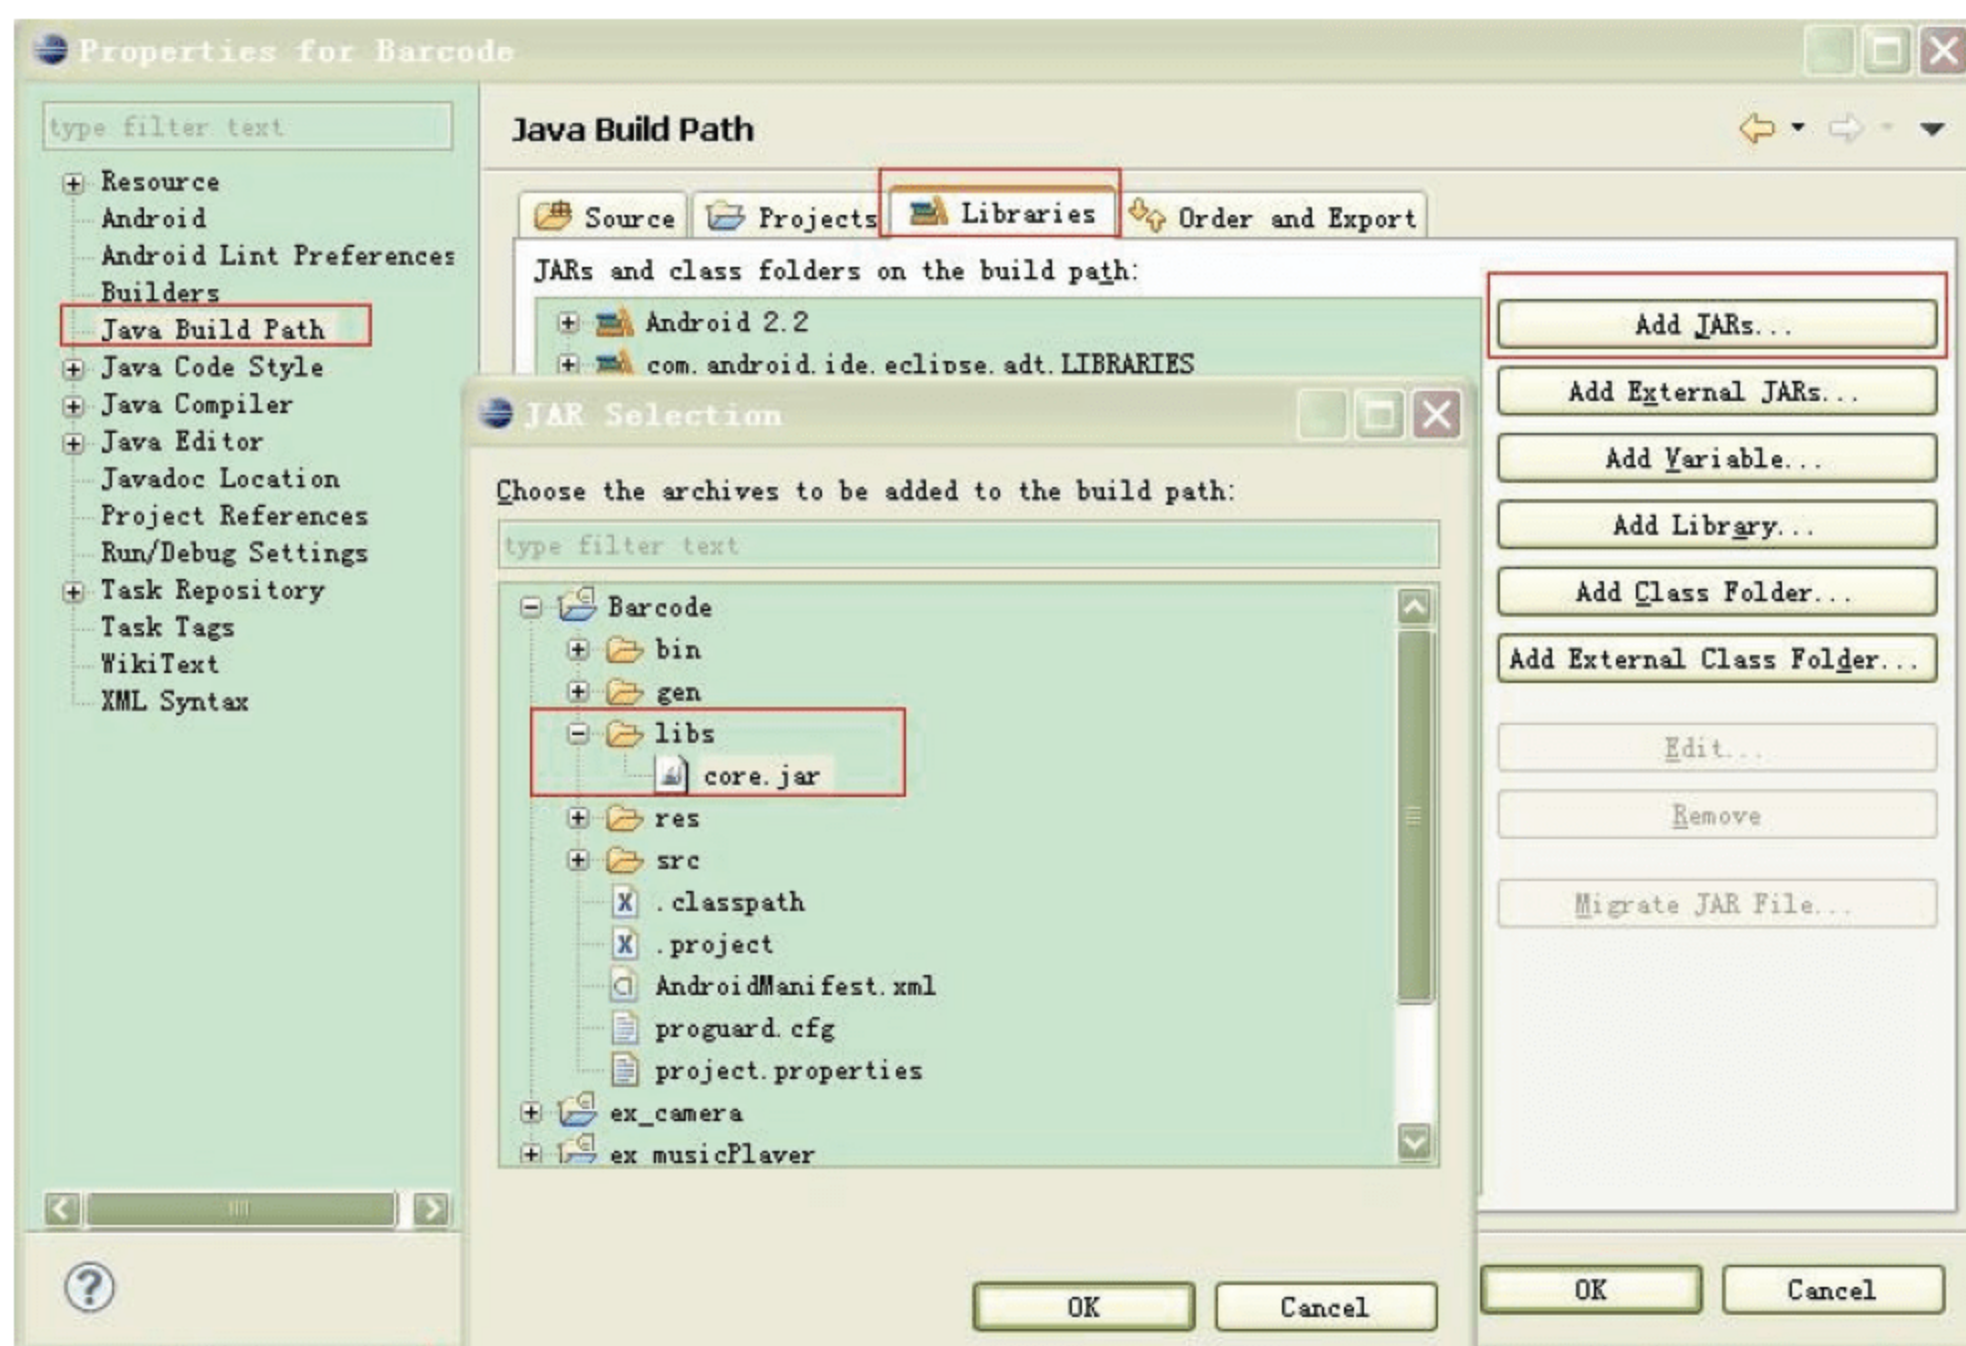 Properties for Barcode
type filter text
Resource
Android
Android Lint Preferences
Builders
Java Build Path
Java Code Style
Java Compiler
Java Editor
Javadoc Location
Project References
Run/Debug Settings
Task Repository
Task Tags
WikiText
XML Syntax
Java Build Path
Source
Projects
Libraries
Order and Export
JARs and class folders on the build path:
Android 2.2
com.android.ide.eclipse.adt.LIBRARIES
Add JARs...
Add External JARs...
Add Variable...
Add Library...
Add Class Folder...
Add External Class Folder...
Edit...
Remove
Migrate JAR File...
JAR Selection
Choose the archives to be added to the build path:
type filter text
Barcode
bin
gen
libs
core.jar
res
src
.classpath
.project
AndroidManifest.xml
proguard.cfg
project.properties
ex_camera
ex musicPlayer
OK
Cancel
OK
Cancel